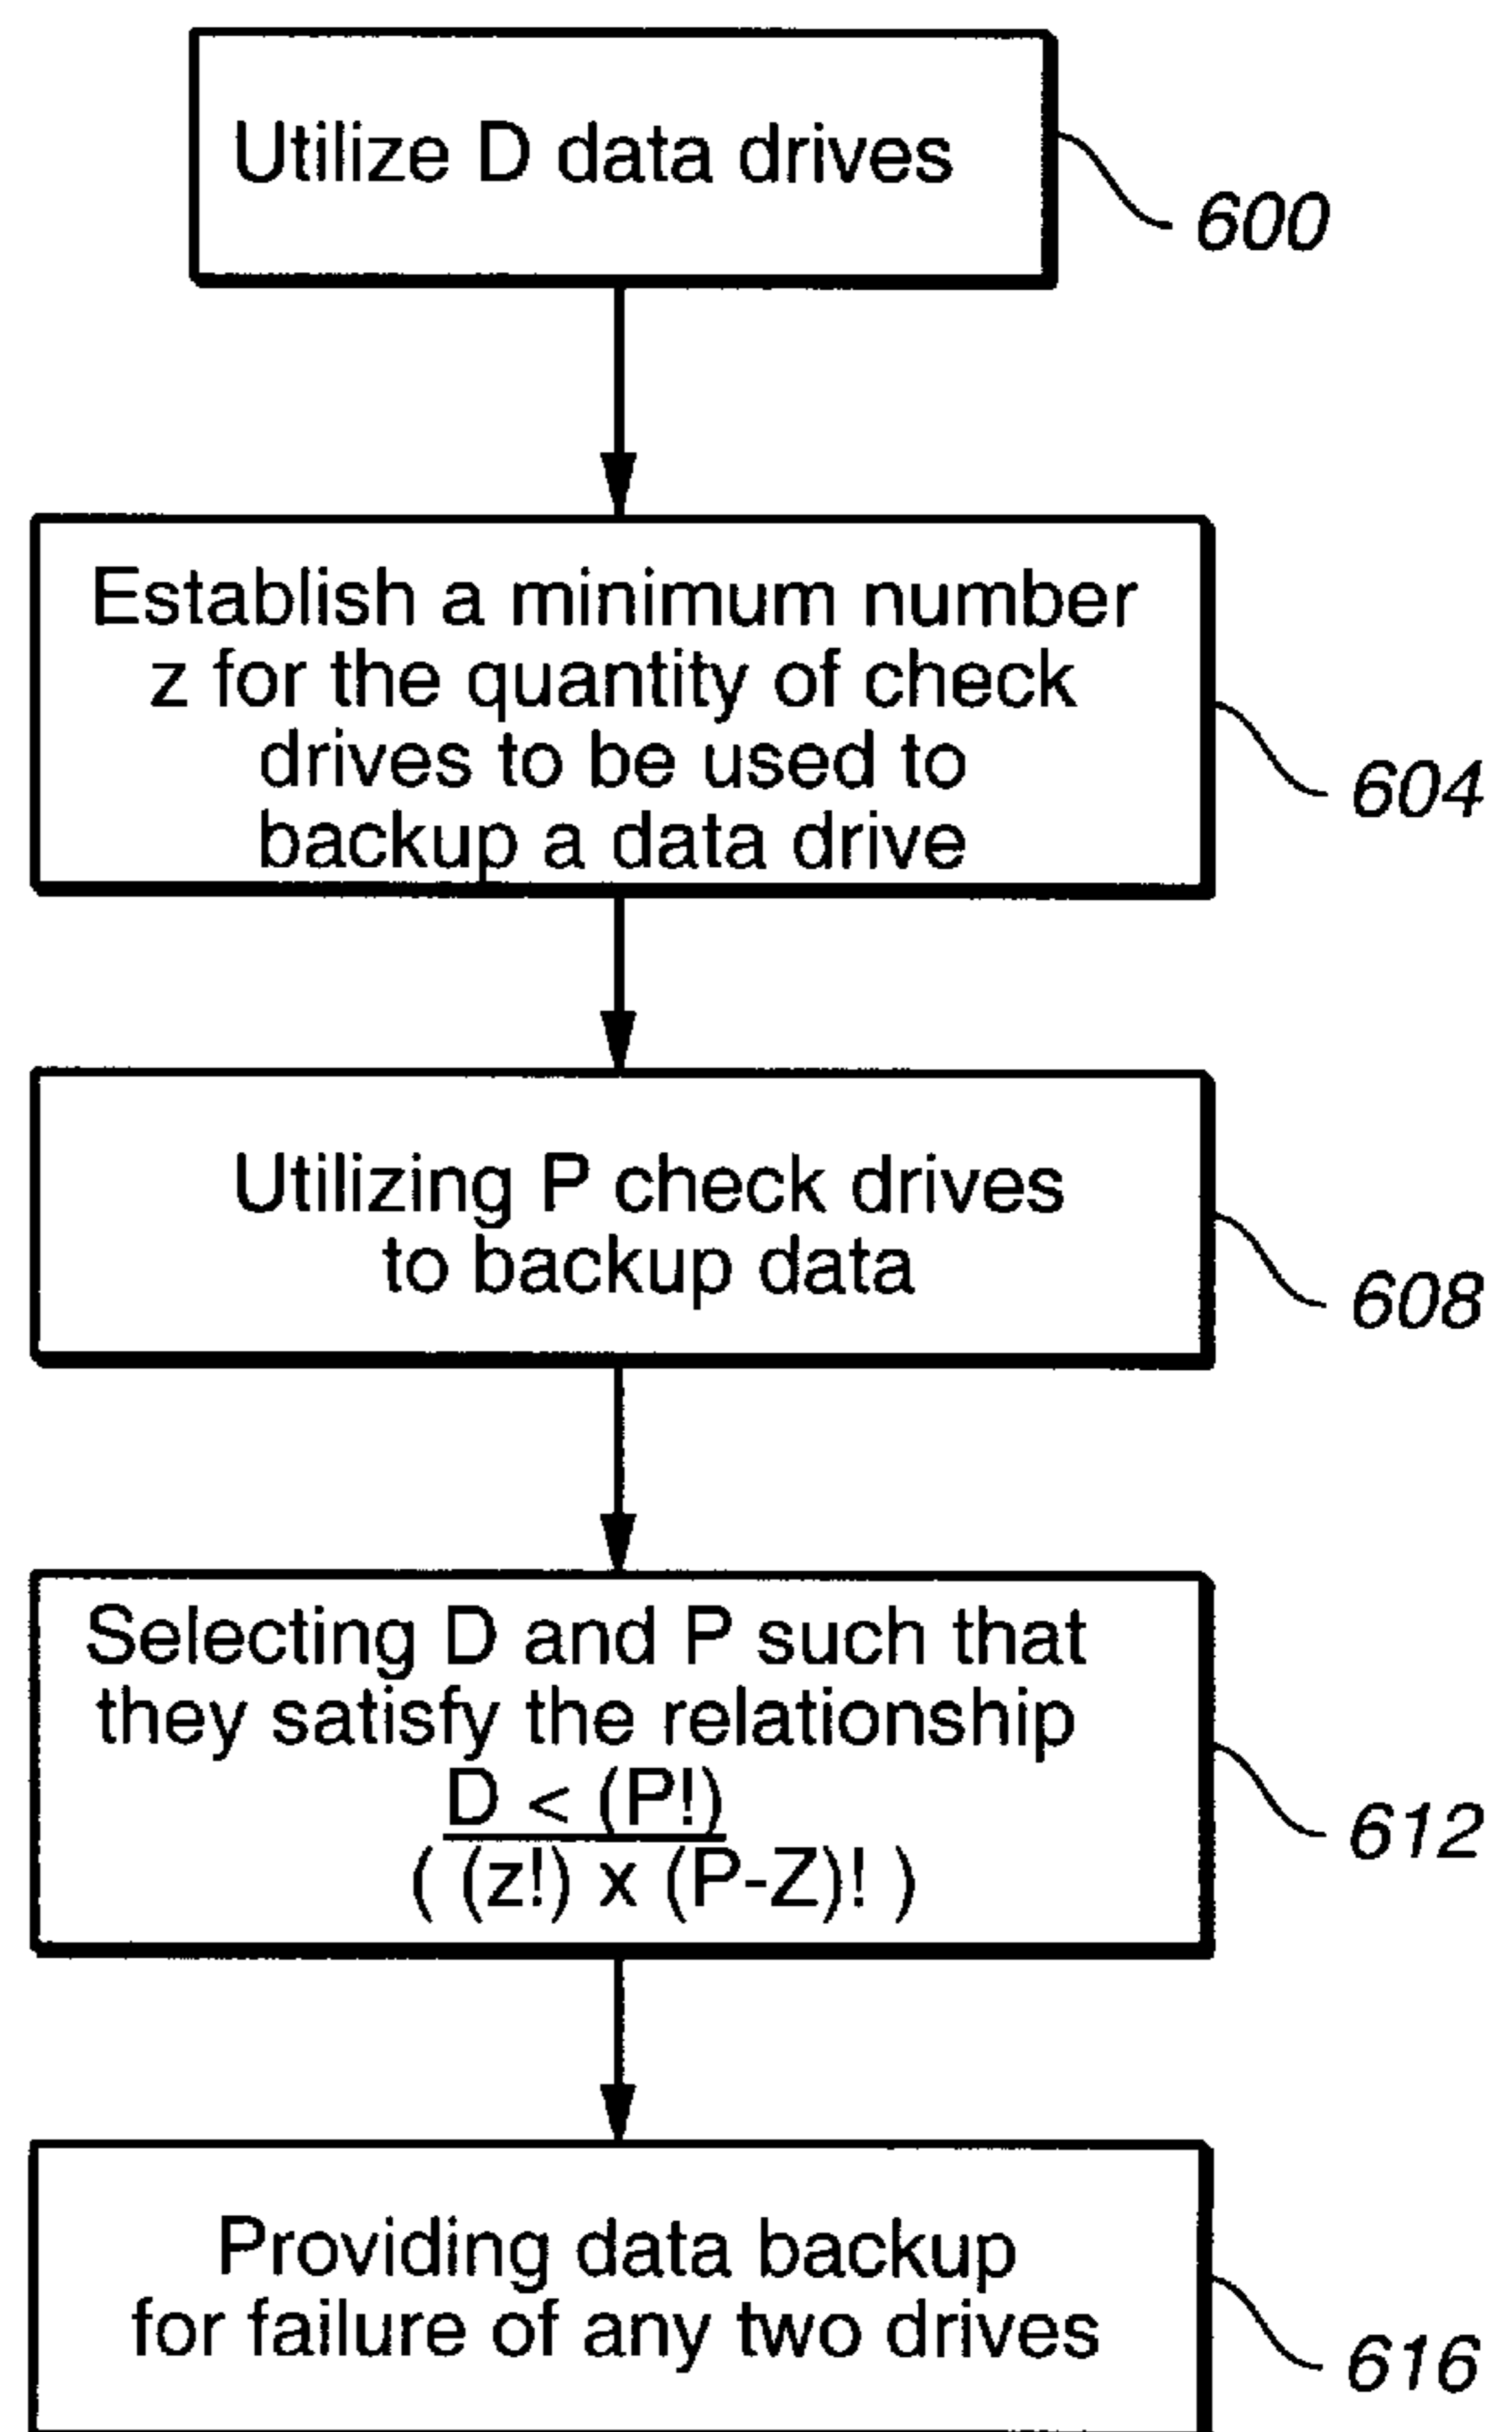 Utilize D data drives
600
Establish a minimum number
z for the quantity of check
drives to be used to
backup a data drive
604
Utilizing P check drives
to backup data
608
Selecting D and P such that
they satisfy the relationship
D < (P!)
( (z!) x (P-Z)! )
612
Providing data backup
for failure of any two drives
616